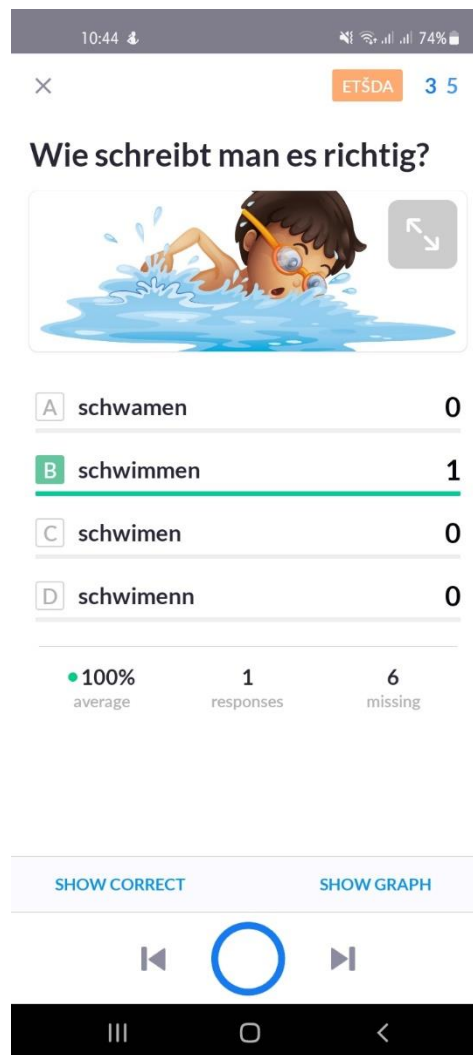 10:44 74%
ETŠDA 3 5
Wie schreibt man es richtig?
A schwamen 0
B schwimmen 1
C schwimen 0
D schwimenn 0
100% 1 6
average responses missing
SHOW CORRECT SHOW GRAPH